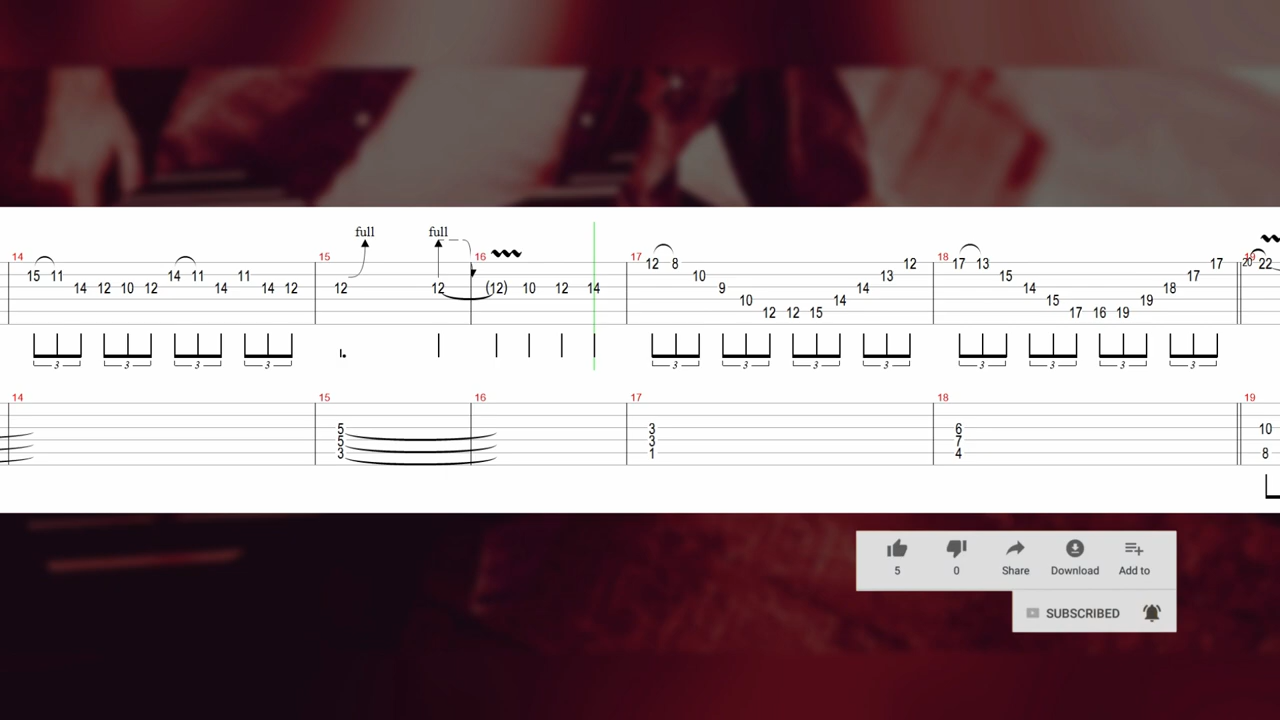 full full
14 15 16 17 18 19
12 8 12 17 13 17 20 22
15 11 14 11 11 10 13 15 17
14 12 10 12 14 14 12 12 12 (12) 10 12 14 9 14 14 18
10 14 15 19
12 12 15 17 16 19
3 3 3 3 3 3 3 3 3 3 3 3
14 15 16 17 18 19
5 3 6 10
5 3 7
3 1 4 8
5 0 Share Download Add to
SUBSCRIBED